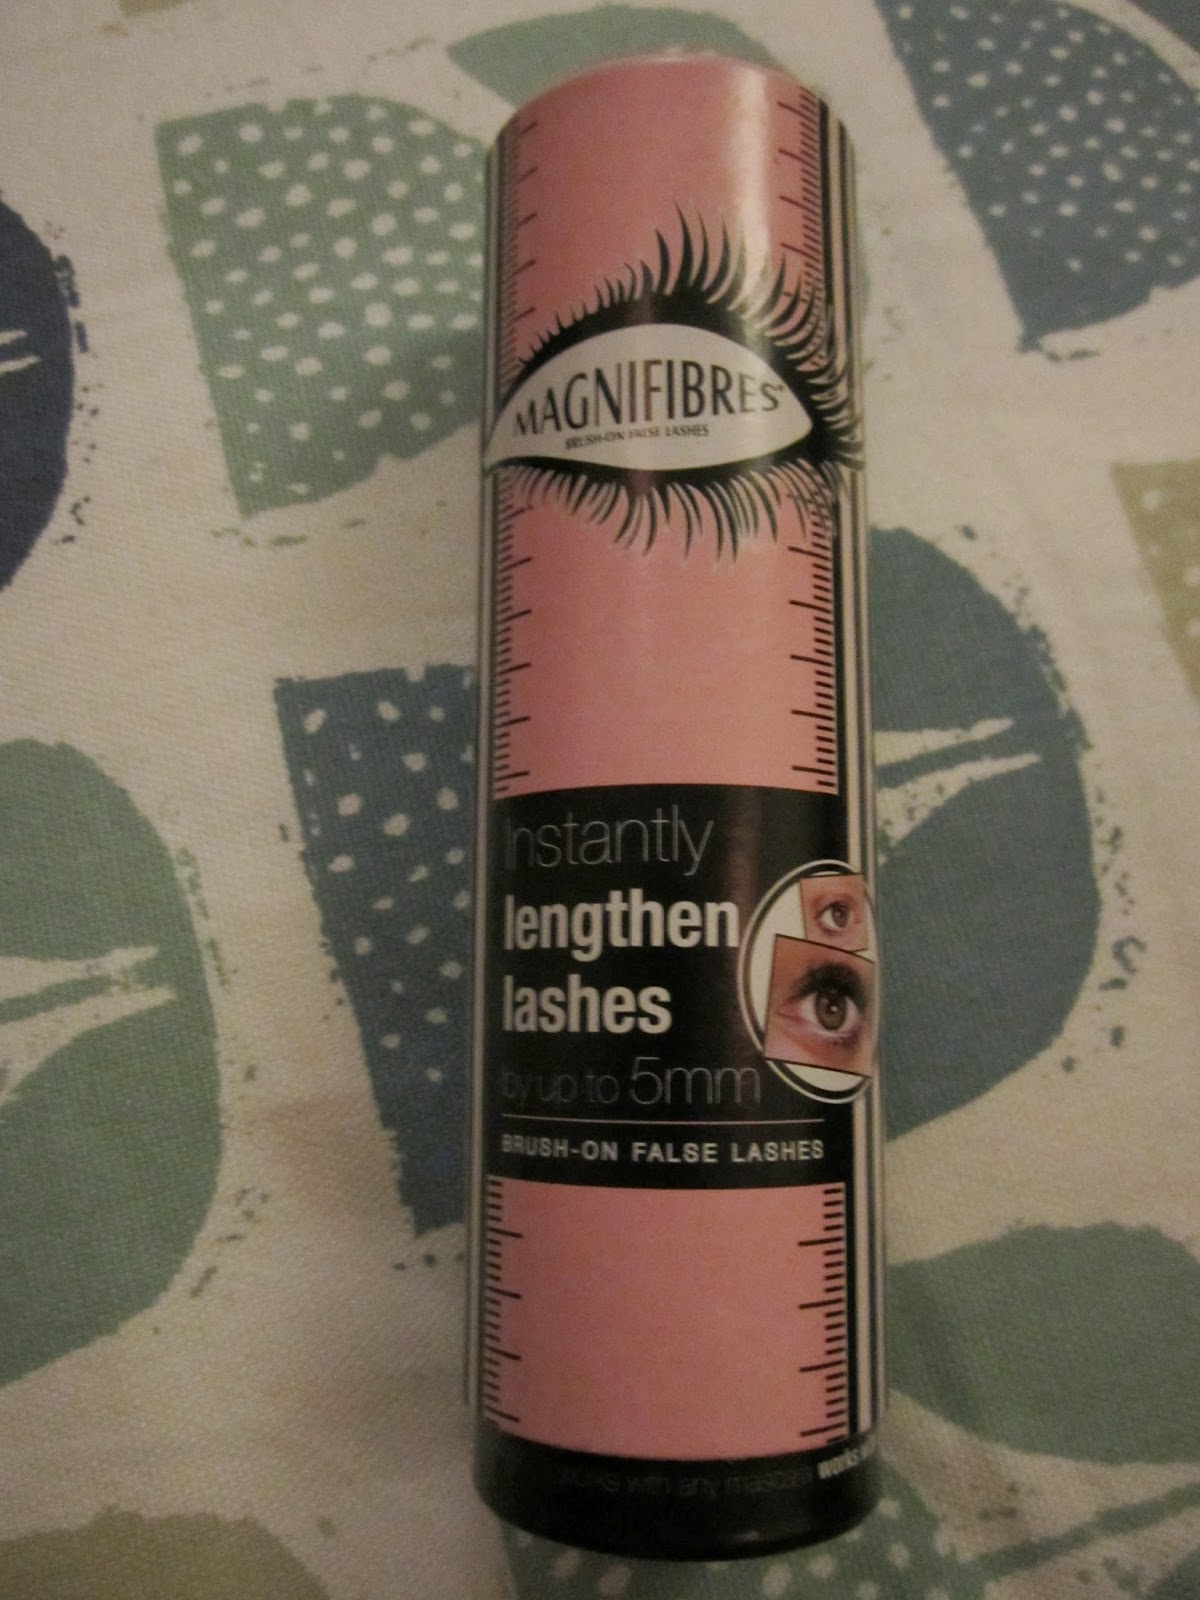 MAGNIFIBRES®
BRUSH-ON FALSE LASHES
Instantly
lengthen
lashes
by up to 5mm
BRUSH-ON FALSE LASHES
works with any mascara works